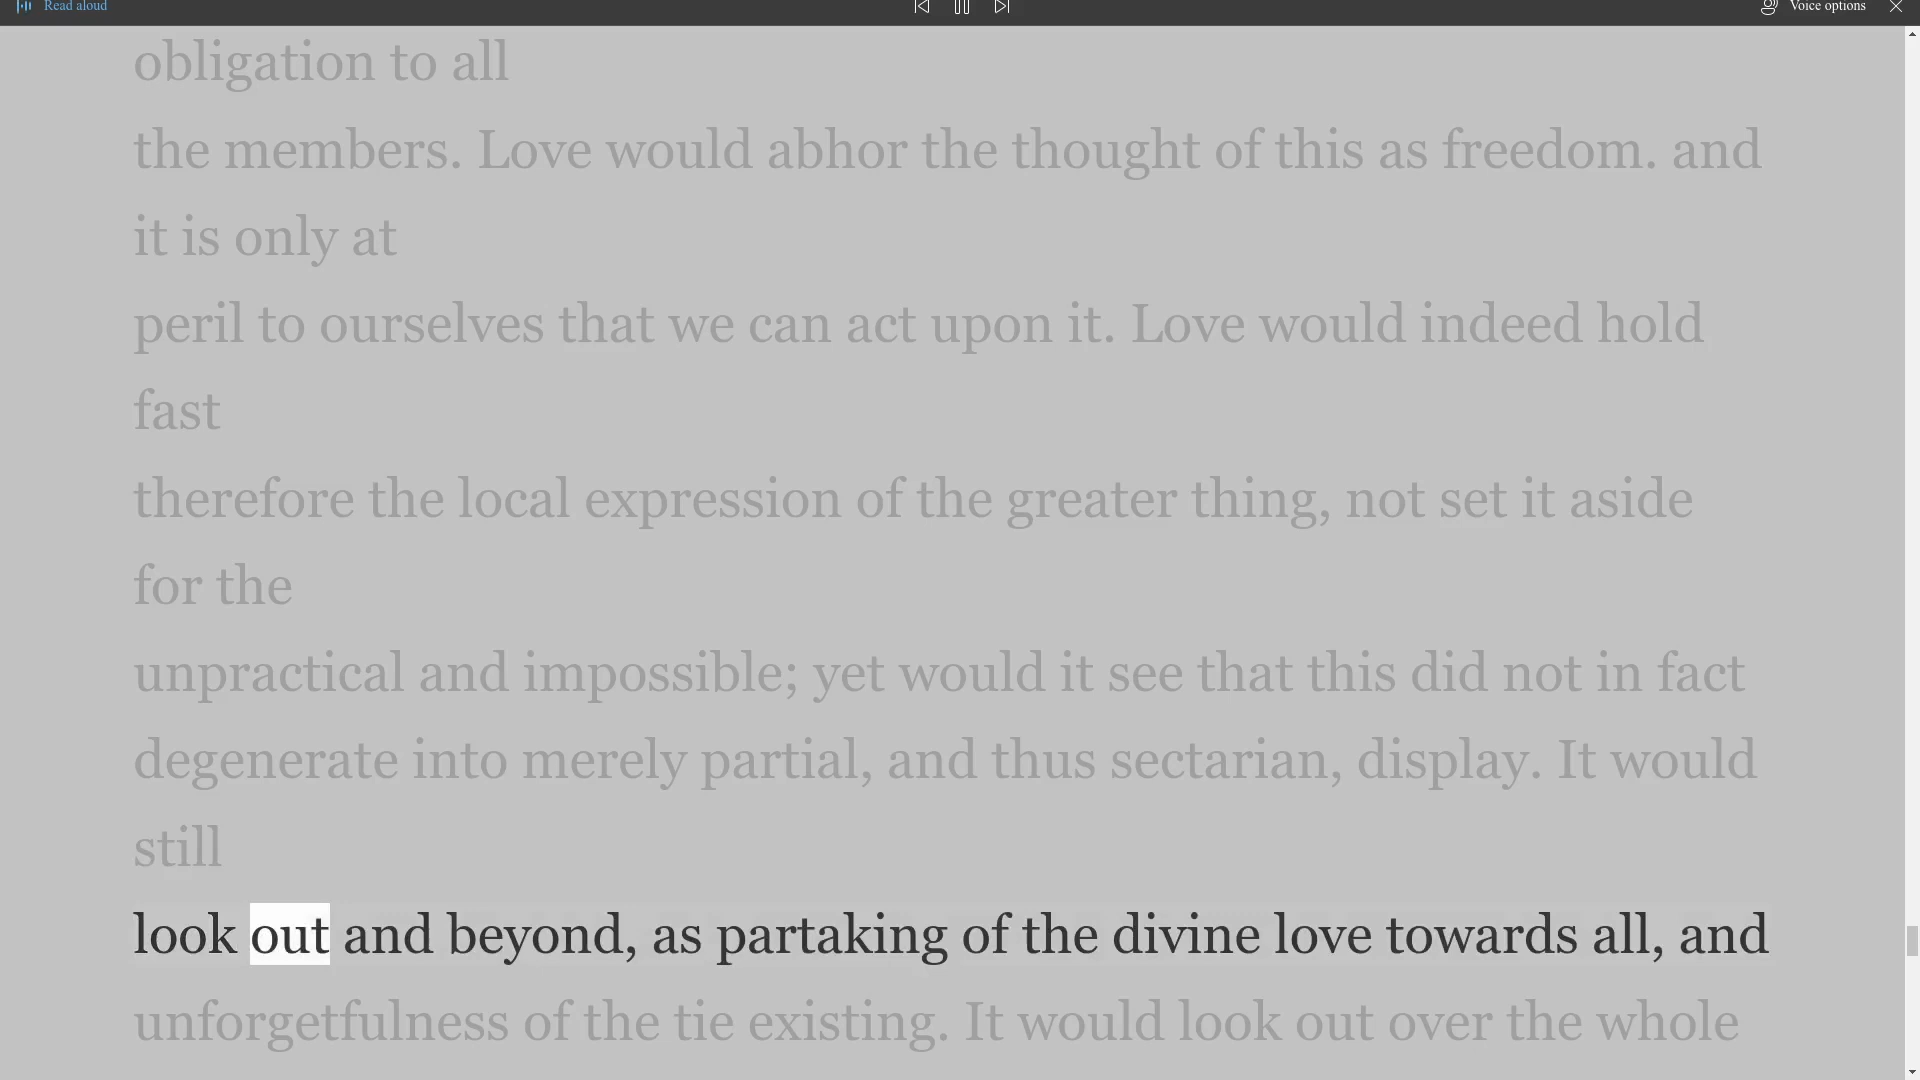 Read aloud
Voice options
obligation to all
the members. Love would abhor the thought of this as freedom. and
it is only at
peril to ourselves that we can act upon it. Love would indeed hold
fast
therefore the local expression of the greater thing, not set it aside
for the
unpractical and impossible; yet would it see that this did not in fact
degenerate into merely partial, and thus sectarian, display. It would
still
look out and beyond, as partaking of the divine love towards all, and
unforgetfulness of the tie existing. It would look out over the whole